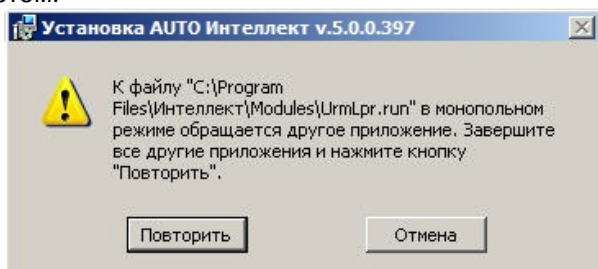 Установка AUTO Интеллект v.5.0.0.397
К файлу "C:\Program
Files\Интеллект\Modules\UrmLpr.run" в монопольном
режиме обращается другое приложение. Завершите
все другие приложения и нажмите кнопку
"Повторить".
Повторить
Отмена